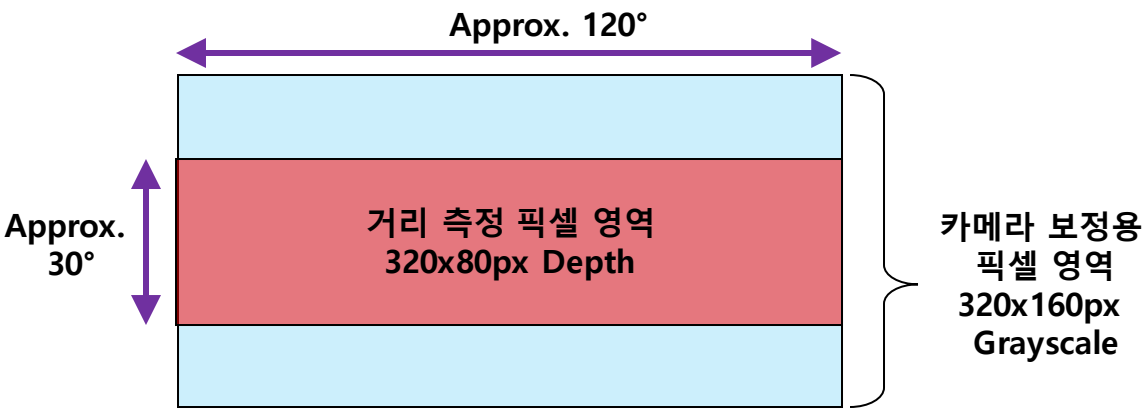 Approx. 120°
Approx.
30°
거리 측정 픽셀 영역
320x80px Depth
카메라 보정용
픽셀 영역
320x160px
Grayscale